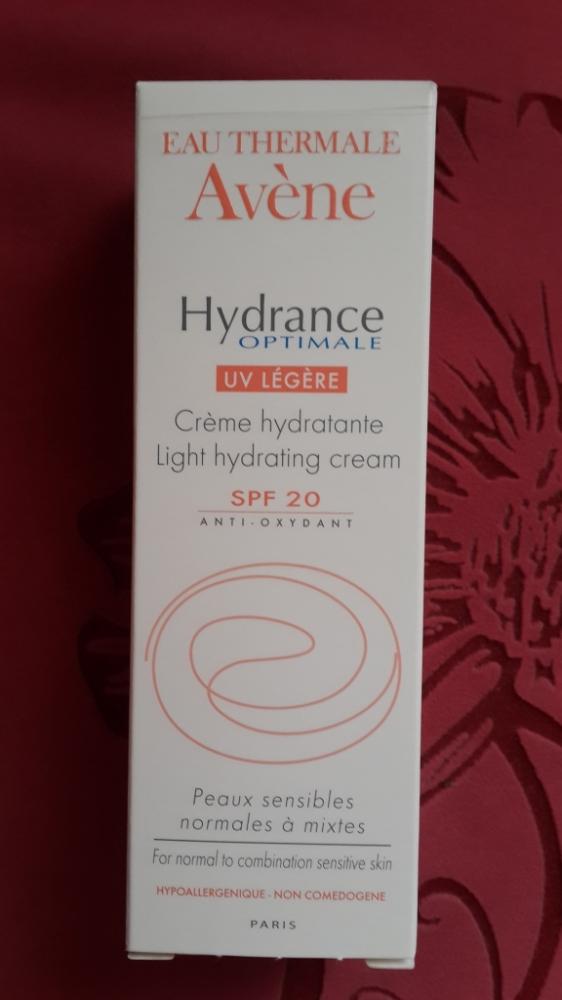 EAU THERMALE
Avène
Hydrance
OPTIMALE
UV LÉGÈRE
Crème hydratante
Light hydrating cream
SPF 20
ANTI-OXYDANT
Peaux sensibles
normales à mixtes
For normal to combination sensitive skin
HYPOALLERGENIQUE - NON COMEDOGENE
PARIS